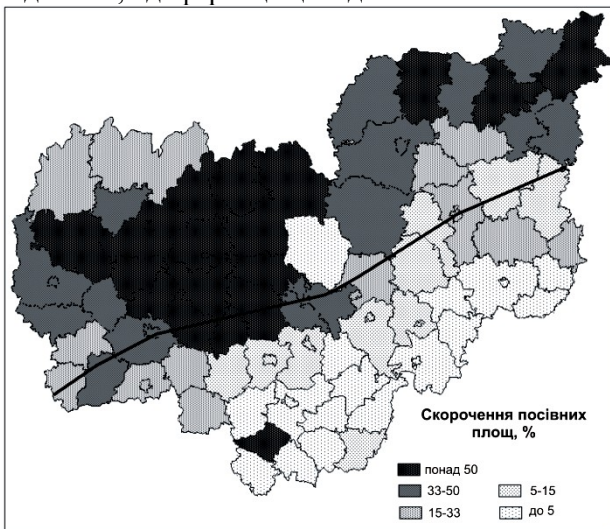 Скорочення посівних
площ, %
понад 50
33-50
15-33
5-15
до 5